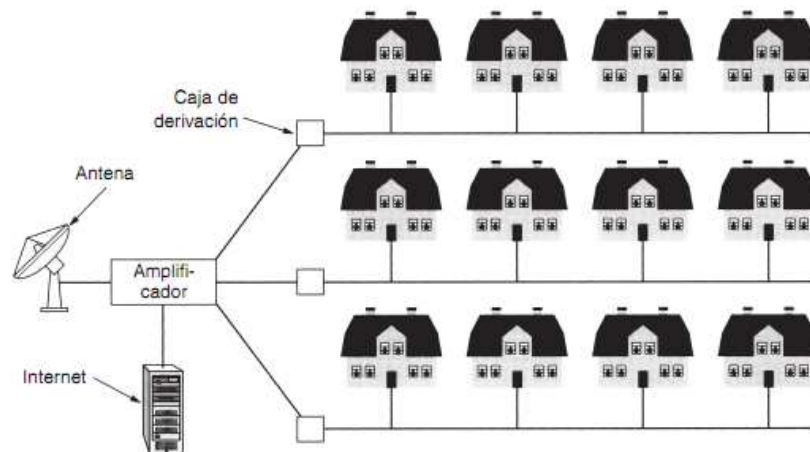 Caja de
derivación
Antena
Amplifi-
cador
Internet